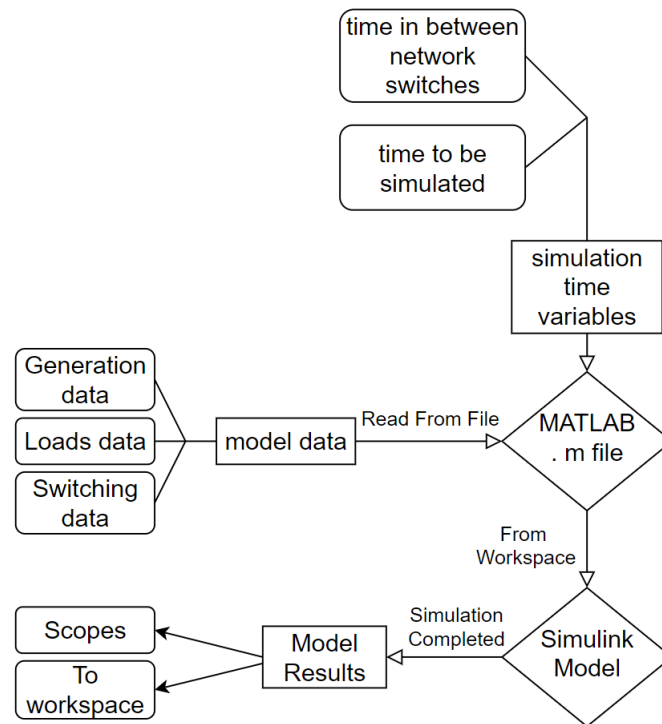 time in between
network
switches
time to be
simulated
simulation
time
variables
Generation
data
Loads data
Switching
data
model data
Read From File
MATLAB
. m file
From
Workspace
Simulink
Model
Simulation
Completed
Model
Results
Scopes
To
workspace